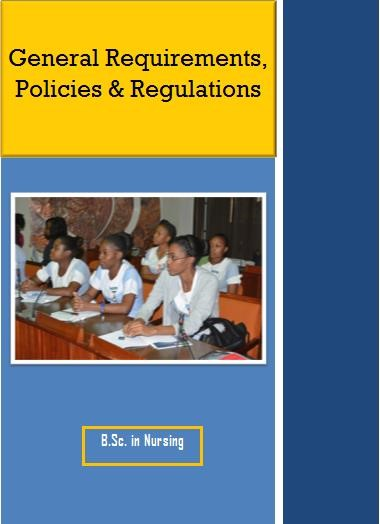 General Requirements,
Policies & Regulations
B.Sc. in Nursing